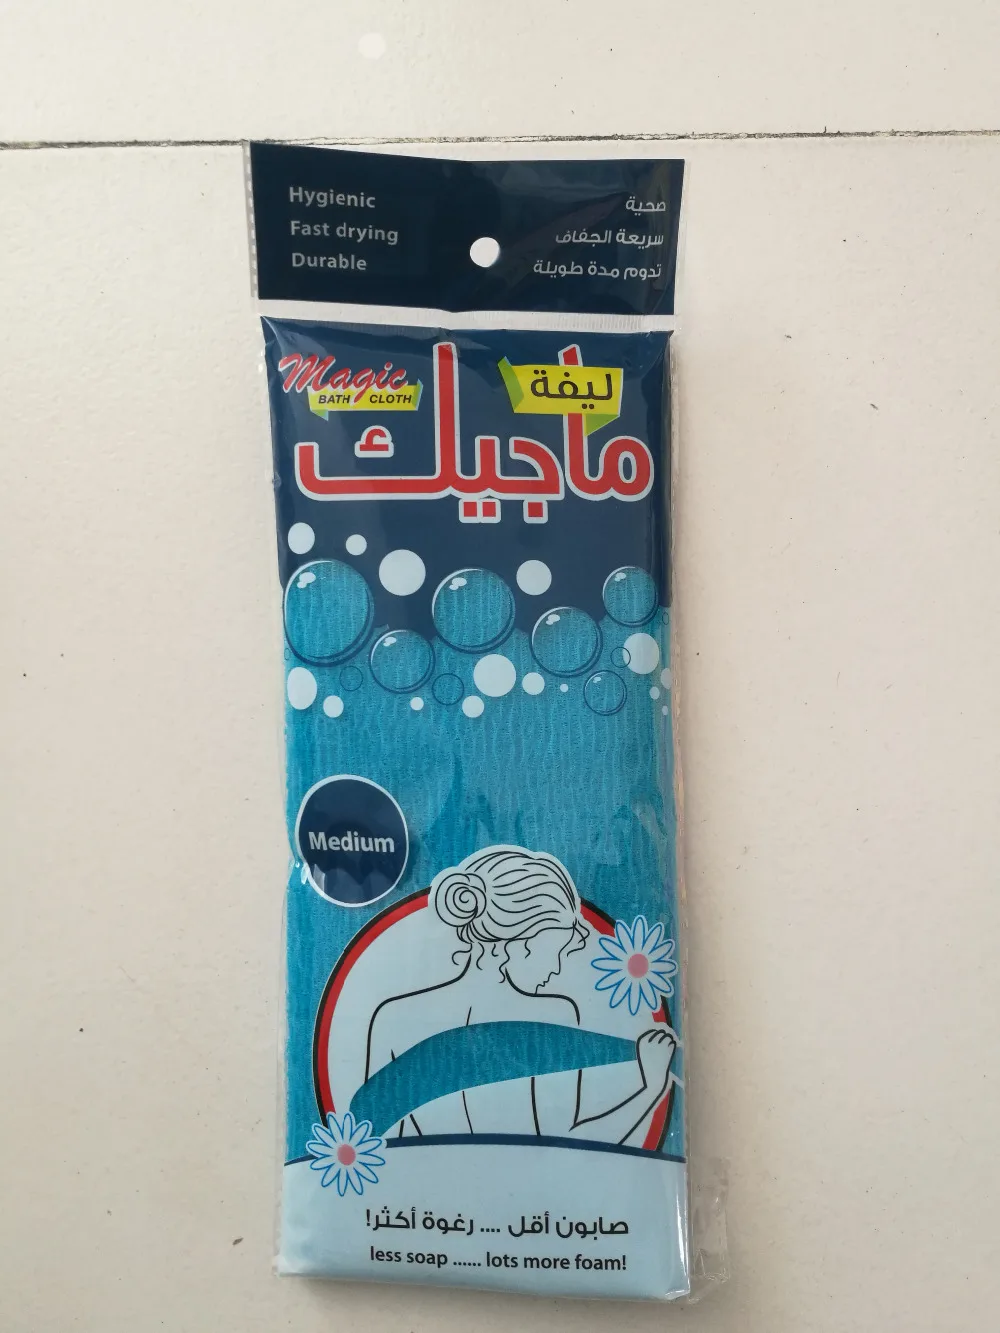 Hygienic
Fast drying
Durable
صحية
سريعة الجفاف
تدوم مدة طويلة
Magic
BATH CLOTH
ليفة
ماجيك
Medium
صابون أقل .... رغوة أكثر!
less soap ...... lots more foam!